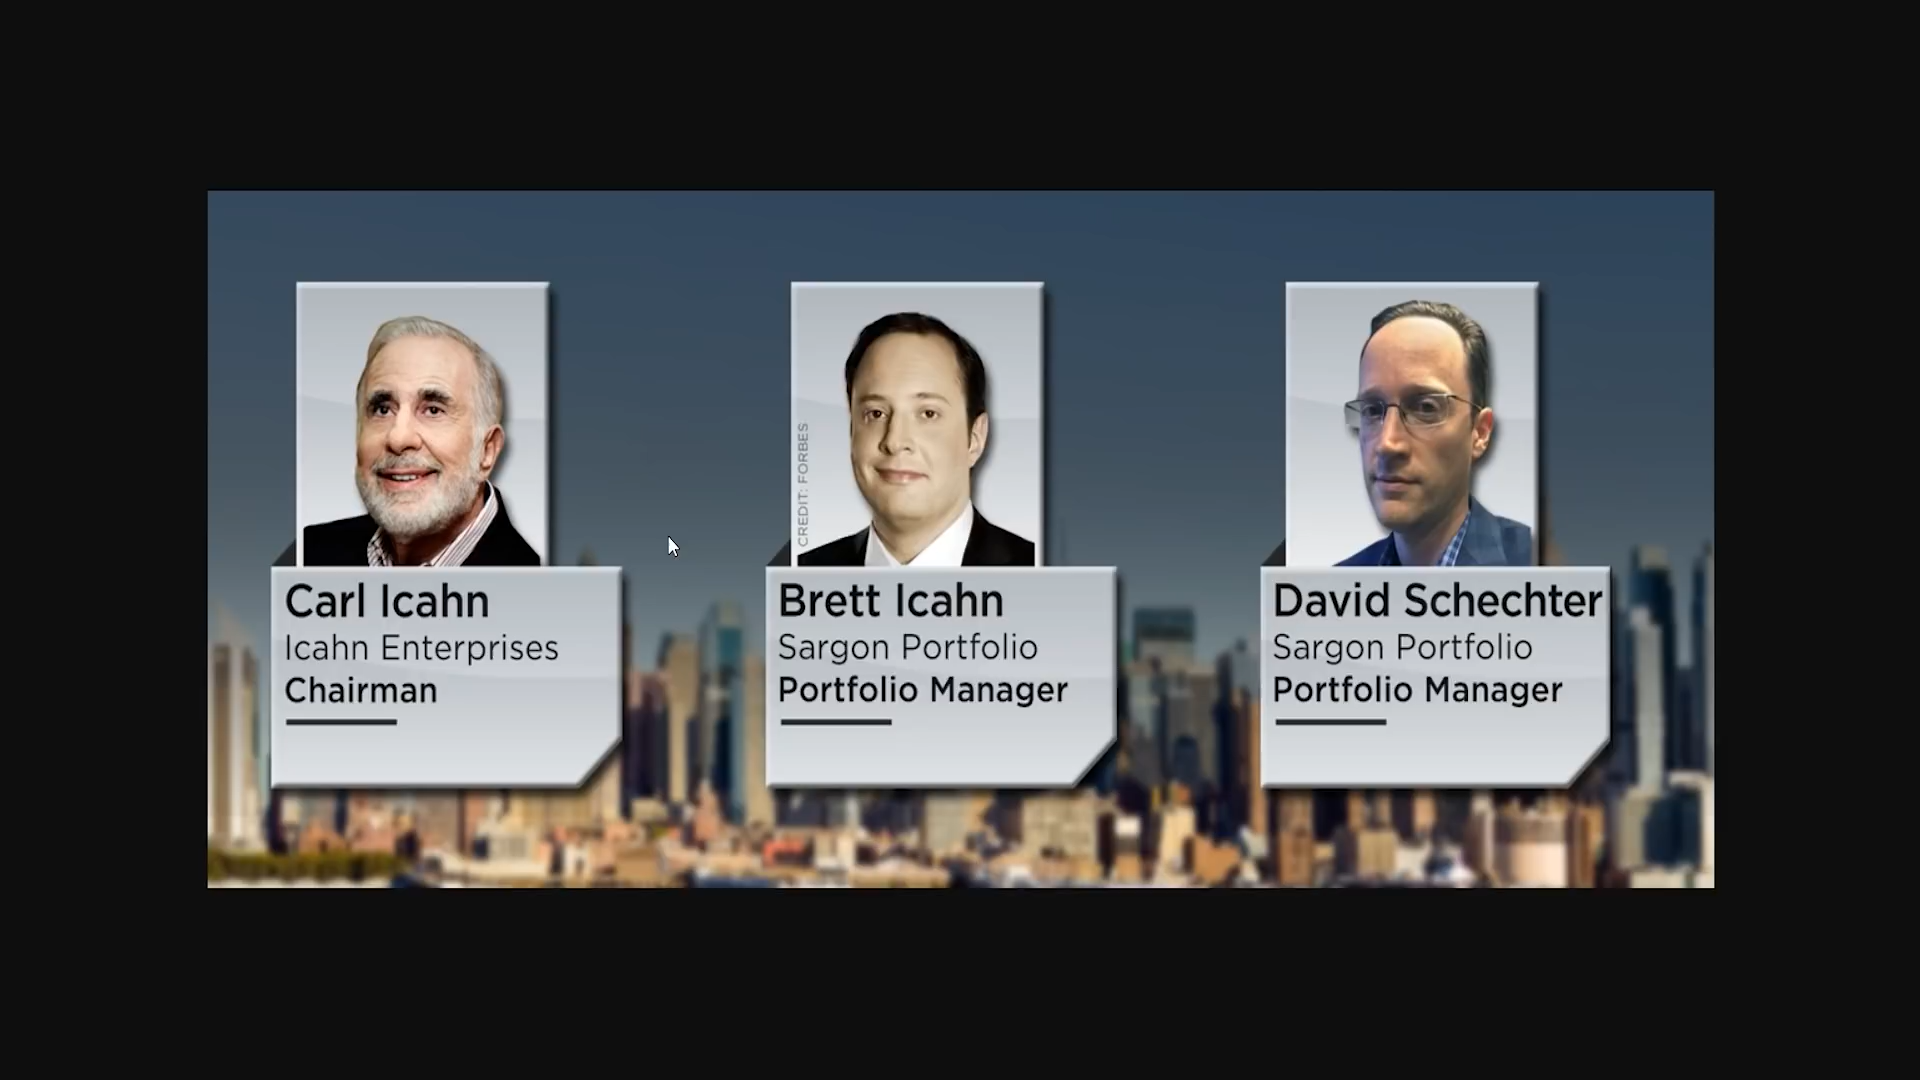 CREDIT: FORBES
Carl Icahn
Icahn Enterprises
Chairman
Brett Icahn
Sargon Portfolio
Portfolio Manager
David Schechter
Sargon Portfolio
Portfolio Manager